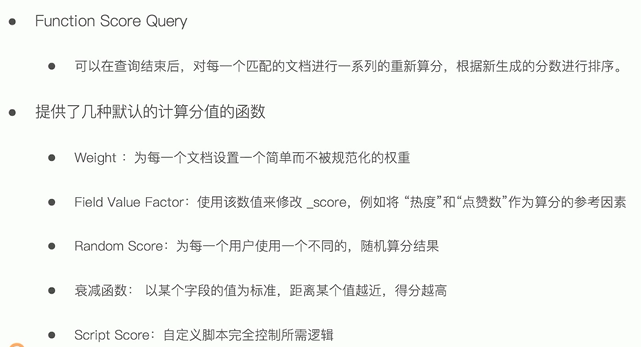 Function Score Query
可以在查询结束后，对每一个匹配的文档进行一系列的重新算分，根据新生成的分数进行排序。
提供了几种默认的计算分值的函数
Weight ：为每一个文档设置一个简单而不被规范化的权重
Field Value Factor：使用该数值来修改 _score，例如将 “热度”和“点赞数”作为算分的参考因素
Random Score：为每一个用户使用一个不同的，随机算分结果
衰减函数： 以某个字段的值为标准，距离某个值越近，得分越高
Script Score：自定义脚本完全控制所需逻辑